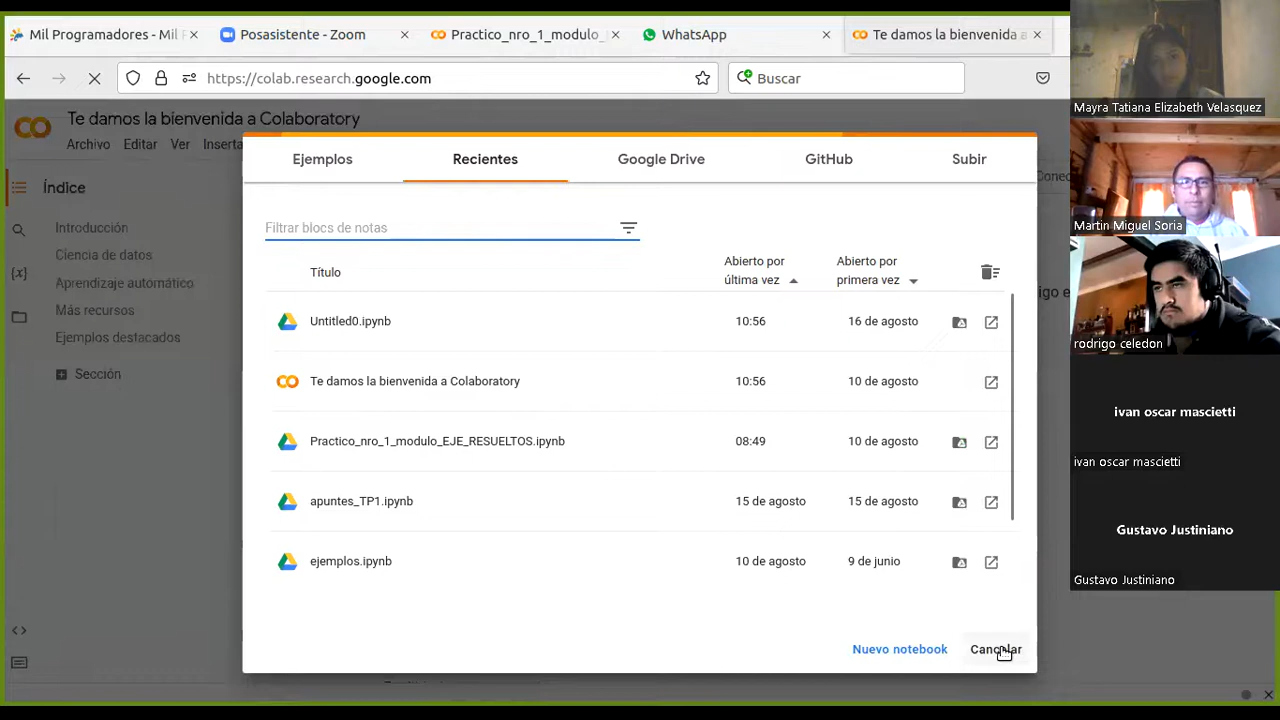 Mil Programadores - Mil P
Posasistente - Zoom
Practico_nro_1_modulo_
WhatsApp
Te damos la bienvenida a
https://colab.research.google.com
Buscar
Te damos la bienvenida a Colaboratory
Archivo Editar Ver Inserta
Índice
Introducción
Ciencia de datos
Aprendizaje automático
Más recursos
Ejemplos destacados
Sección
Ejemplos
Recientes
Google Drive
GitHub
Subir
Filtrar blocs de notas
Título
Abierto por
última vez
Abierto por
primera vez
Untitled0.ipynb 10:56 16 de agosto
Te damos la bienvenida a Colaboratory 10:56 10 de agosto
Practico_nro_1_modulo_EJE_RESUELTOS.ipynb 08:49 10 de agosto
apuntes_TP1.ipynb 15 de agosto 15 de agosto
ejemplos.ipynb 10 de agosto 9 de junio
Nuevo notebook
Cancelar
Mayra Tatiana Elizabeth Velasquez
Martin Miguel Soria
rodrigo celedon
ivan oscar mascietti
ivan oscar mascietti
Gustavo Justiniano
Gustavo Justiniano